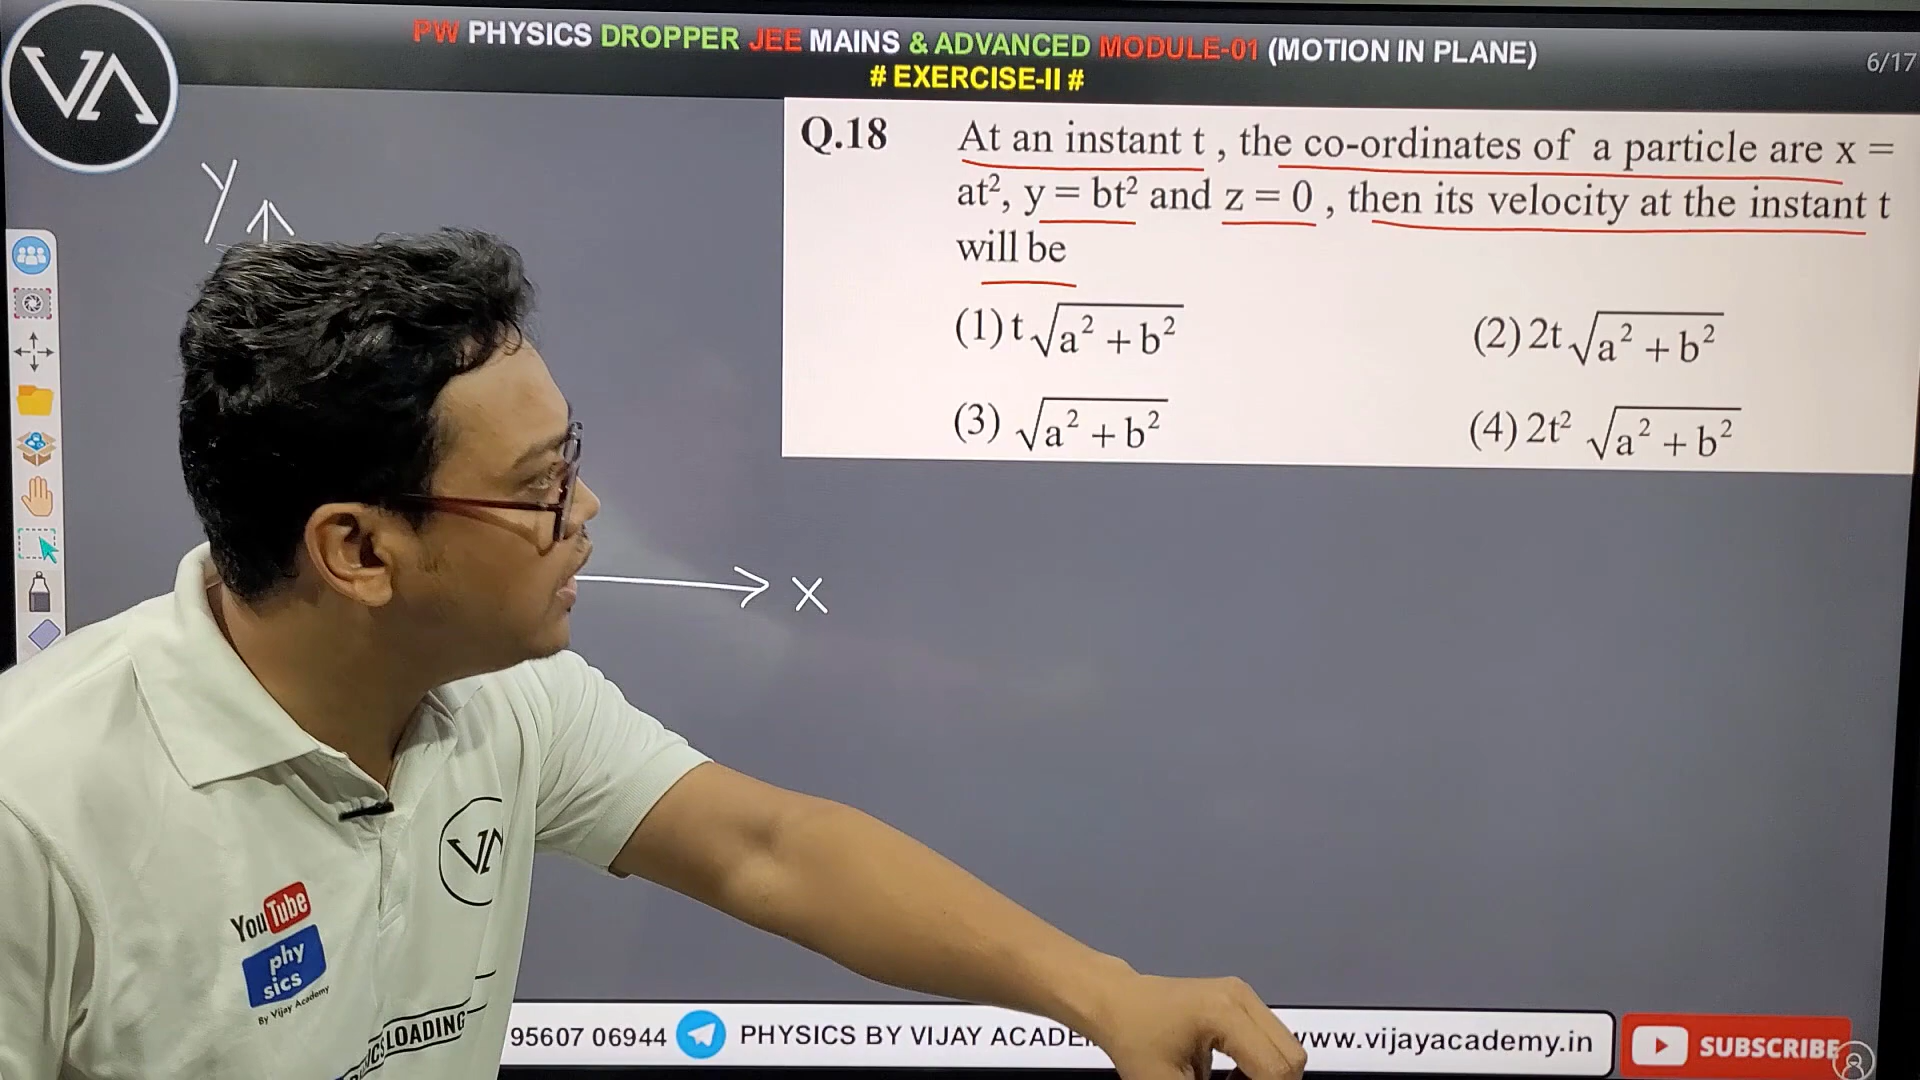 PW PHYSICS DROPPER JEE MAINS & ADVANCED MODULE-01 (MOTION IN PLANE)
# EXERCISE-II #
6/17
VA
Q.18 At an instant t , the co-ordinates of a particle are x =
at², y = bt² and z = 0 , then its velocity at the instant t
will be
(1) t √(a² + b²) (2) 2t √(a² + b²)
(3) √(a² + b²) (4) 2t² √(a² + b²)
Y
X
VA
YouTube
phy
sics
By Vijay Academy
LOADING
95607 06944 PHYSICS BY VIJAY www.vijayacademy.in SUBSCRIBE